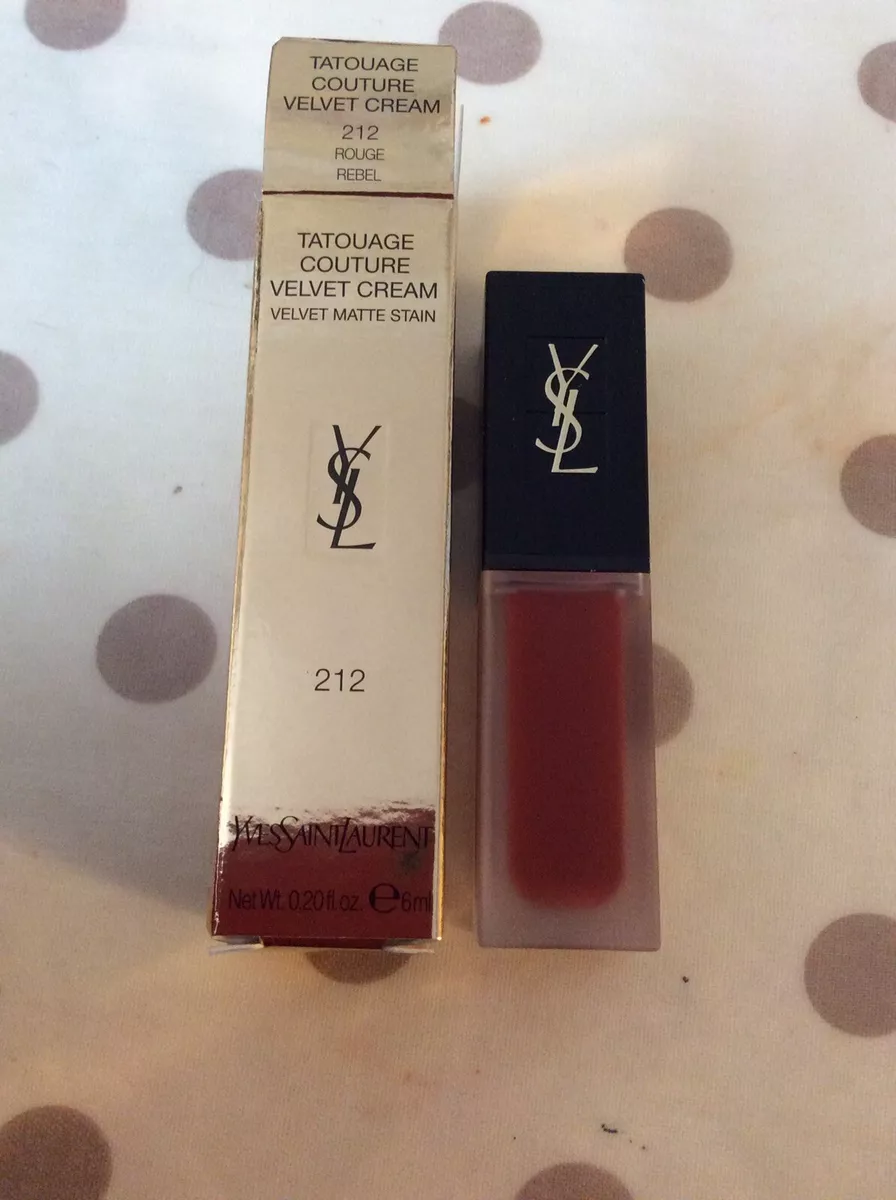 TATOUAGE
COUTURE
VELVET CREAM
212
ROUGE
REBEL
TATOUAGE
COUTURE
VELVET CREAM
VELVET MATTE STAIN
YSL
212
YVESSAINTLAURENT
Net Wt. 0.20 fl. oz. ℮ 6ml
YSL